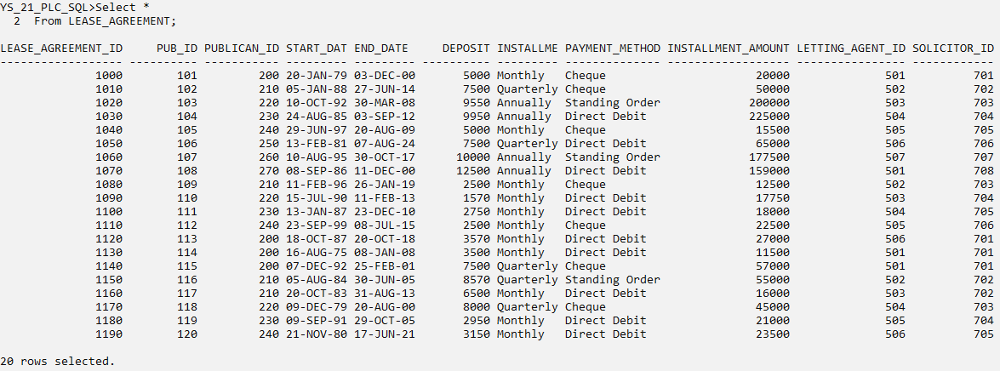 YS_21_PLC_SQL>Select *
  2  From LEASE_AGREEMENT;

LEASE_AGREEMENT_ID     PUB_ID PUBLICAN_ID START_DAT END_DATE     DEPOSIT INSTALLME PAYMENT_METHOD INSTALLMENT_AMOUNT LETTING_AGENT_ID SOLICITOR_ID
------------------ ---------- ----------- --------- --------- ---------- --------- -------------- ------------------ ---------------- ------------
              1000        101         200 20-JAN-79 03-DEC-00       5000 Monthly   Cheque                      20000              501          701
              1010        102         210 05-JAN-88 27-JUN-14       7500 Quarterly Cheque                      50000              502          702
              1020        103         220 10-OCT-92 30-MAR-08       9550 Annually  Standing Order             200000              503          703
              1030        104         230 24-AUG-85 03-SEP-12       9950 Annually  Direct Debit               225000              504          704
              1040        105         240 29-JUN-97 20-AUG-09       5000 Monthly   Cheque                      15500              505          705
              1050        106         250 13-FEB-81 07-AUG-24       7500 Quarterly Direct Debit                65000              506          706
              1060        107         260 10-AUG-95 30-OCT-17      10000 Annually  Standing Order             177500              507          707
              1070        108         270 08-SEP-86 11-DEC-00      12500 Annually  Direct Debit               159000              501          708
              1080        109         210 11-FEB-96 26-JAN-19       2500 Monthly   Cheque                      12500              502          703
              1090        110         220 15-JUL-90 11-FEB-13       1570 Monthly   Direct Debit                17750              503          704
              1100        111         230 13-JAN-87 23-DEC-10       2750 Monthly   Direct Debit                18000              504          705
              1110        112         240 23-SEP-99 08-JUL-15       2500 Monthly   Cheque                      22500              505          706
              1120        113         200 18-OCT-87 20-OCT-18       3570 Monthly   Direct Debit                27000              506          701
              1130        114         200 16-AUG-75 08-JAN-08       3500 Monthly   Direct Debit                11500              501          701
              1140        115         200 07-DEC-92 25-FEB-01       7500 Quarterly Cheque                      57000              501          701
              1150        116         210 05-AUG-84 30-JUN-05       8570 Quarterly Standing Order              55000              502          702
              1160        117         210 20-OCT-83 31-AUG-13       6500 Monthly   Direct Debit                16000              503          702
              1170        118         220 09-DEC-79 20-AUG-00       8000 Quarterly Cheque                      45000              504          703
              1180        119         230 09-SEP-91 29-OCT-05       2950 Monthly   Direct Debit                21000              505          704
              1190        120         240 21-NOV-80 17-JUN-21       3150 Monthly   Direct Debit                23500              506          705

20 rows selected.